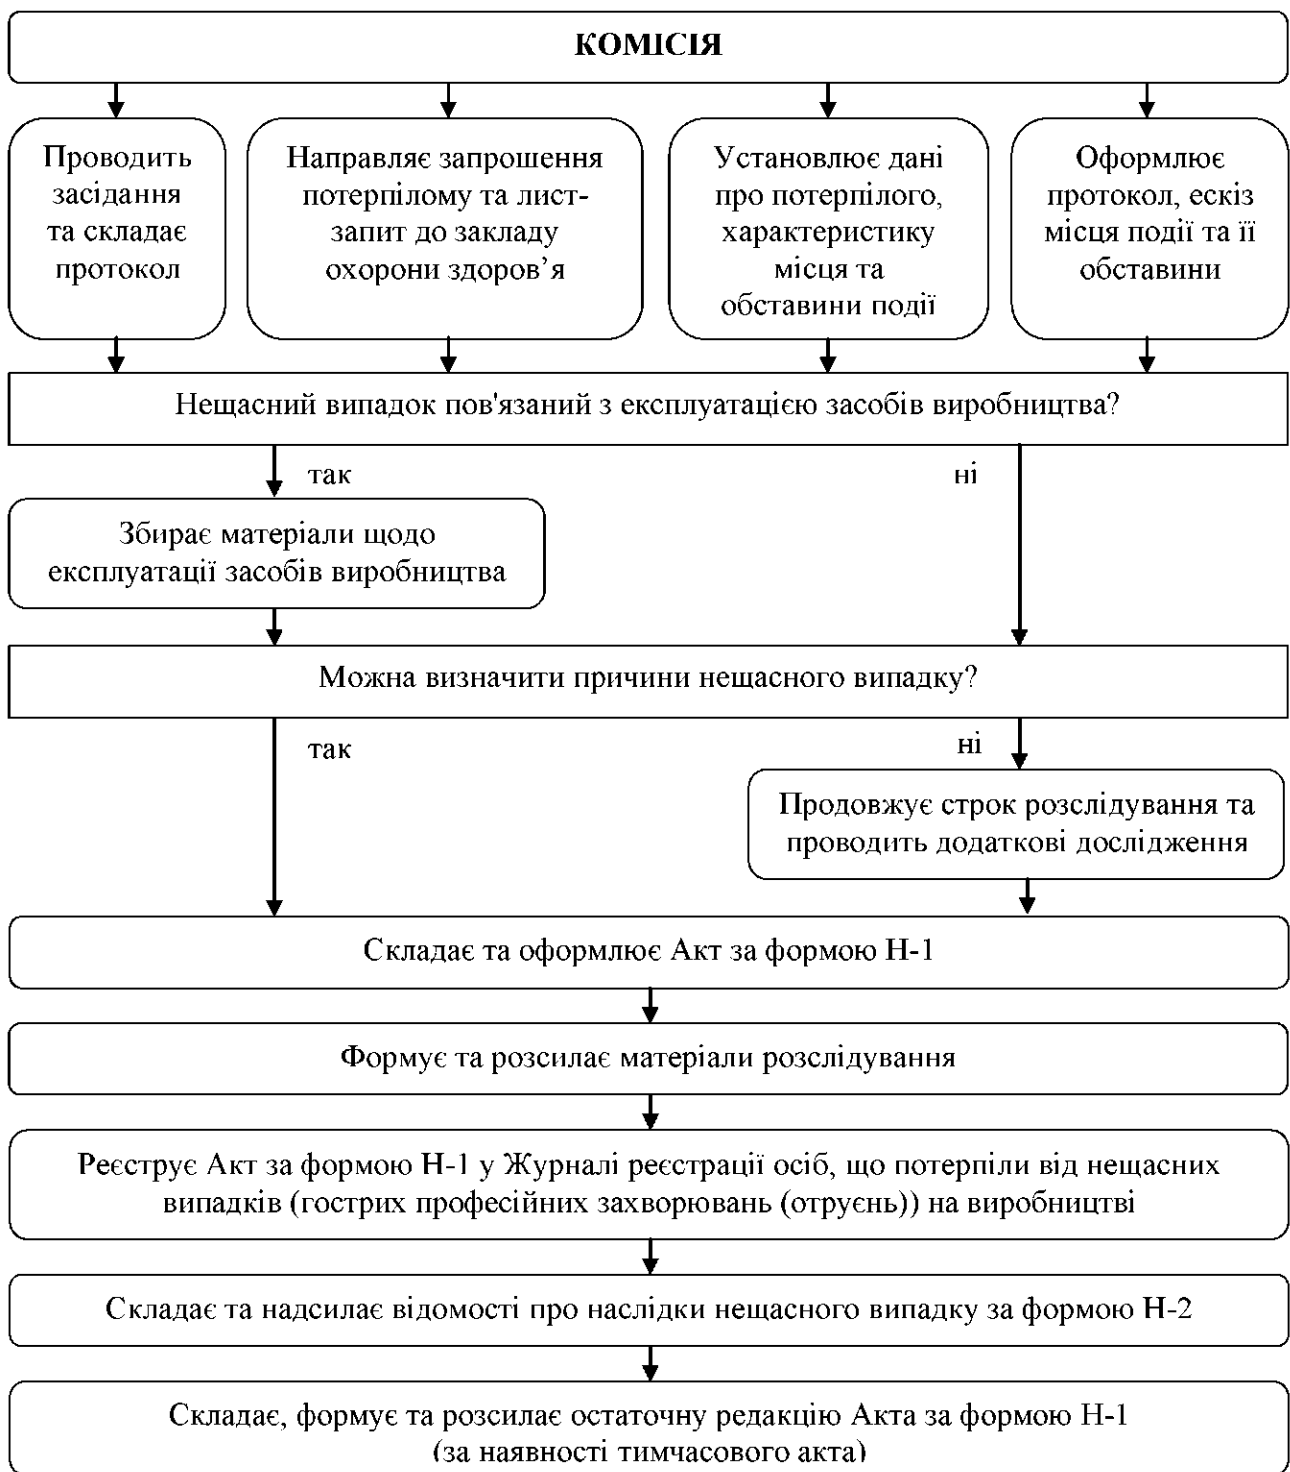 КОМІСІЯ
Проводить
засідання
та складає
протокол
Направляє запрошення
потерпілому та лист-
запит до закладу
охорони здоров’я
Установлює дані
про потерпілого,
характеристику
місця та
обставини події
Оформлює
протокол, ескіз
місця події та її
обставини
Нещасний випадок пов'язаний з експлуатацією засобів виробництва?
так
ні
Збирає матеріали щодо
експлуатації засобів виробництва
Можна визначити причини нещасного випадку?
так
ні
Продовжує строк розслідування та
проводить додаткові дослідження
Складає та оформлює Акт за формою Н-1
Формує та розсилає матеріали розслідування
Реєструє Акт за формою Н-1 у Журналі реєстрації осіб, що потерпіли від нещасних
випадків (гострих професійних захворювань (отруєнь)) на виробництві
Складає та надсилає відомості про наслідки нещасного випадку за формою Н-2
Складає, формує та розсилає остаточну редакцію Акта за формою Н-1
(за наявності тимчасового акта)